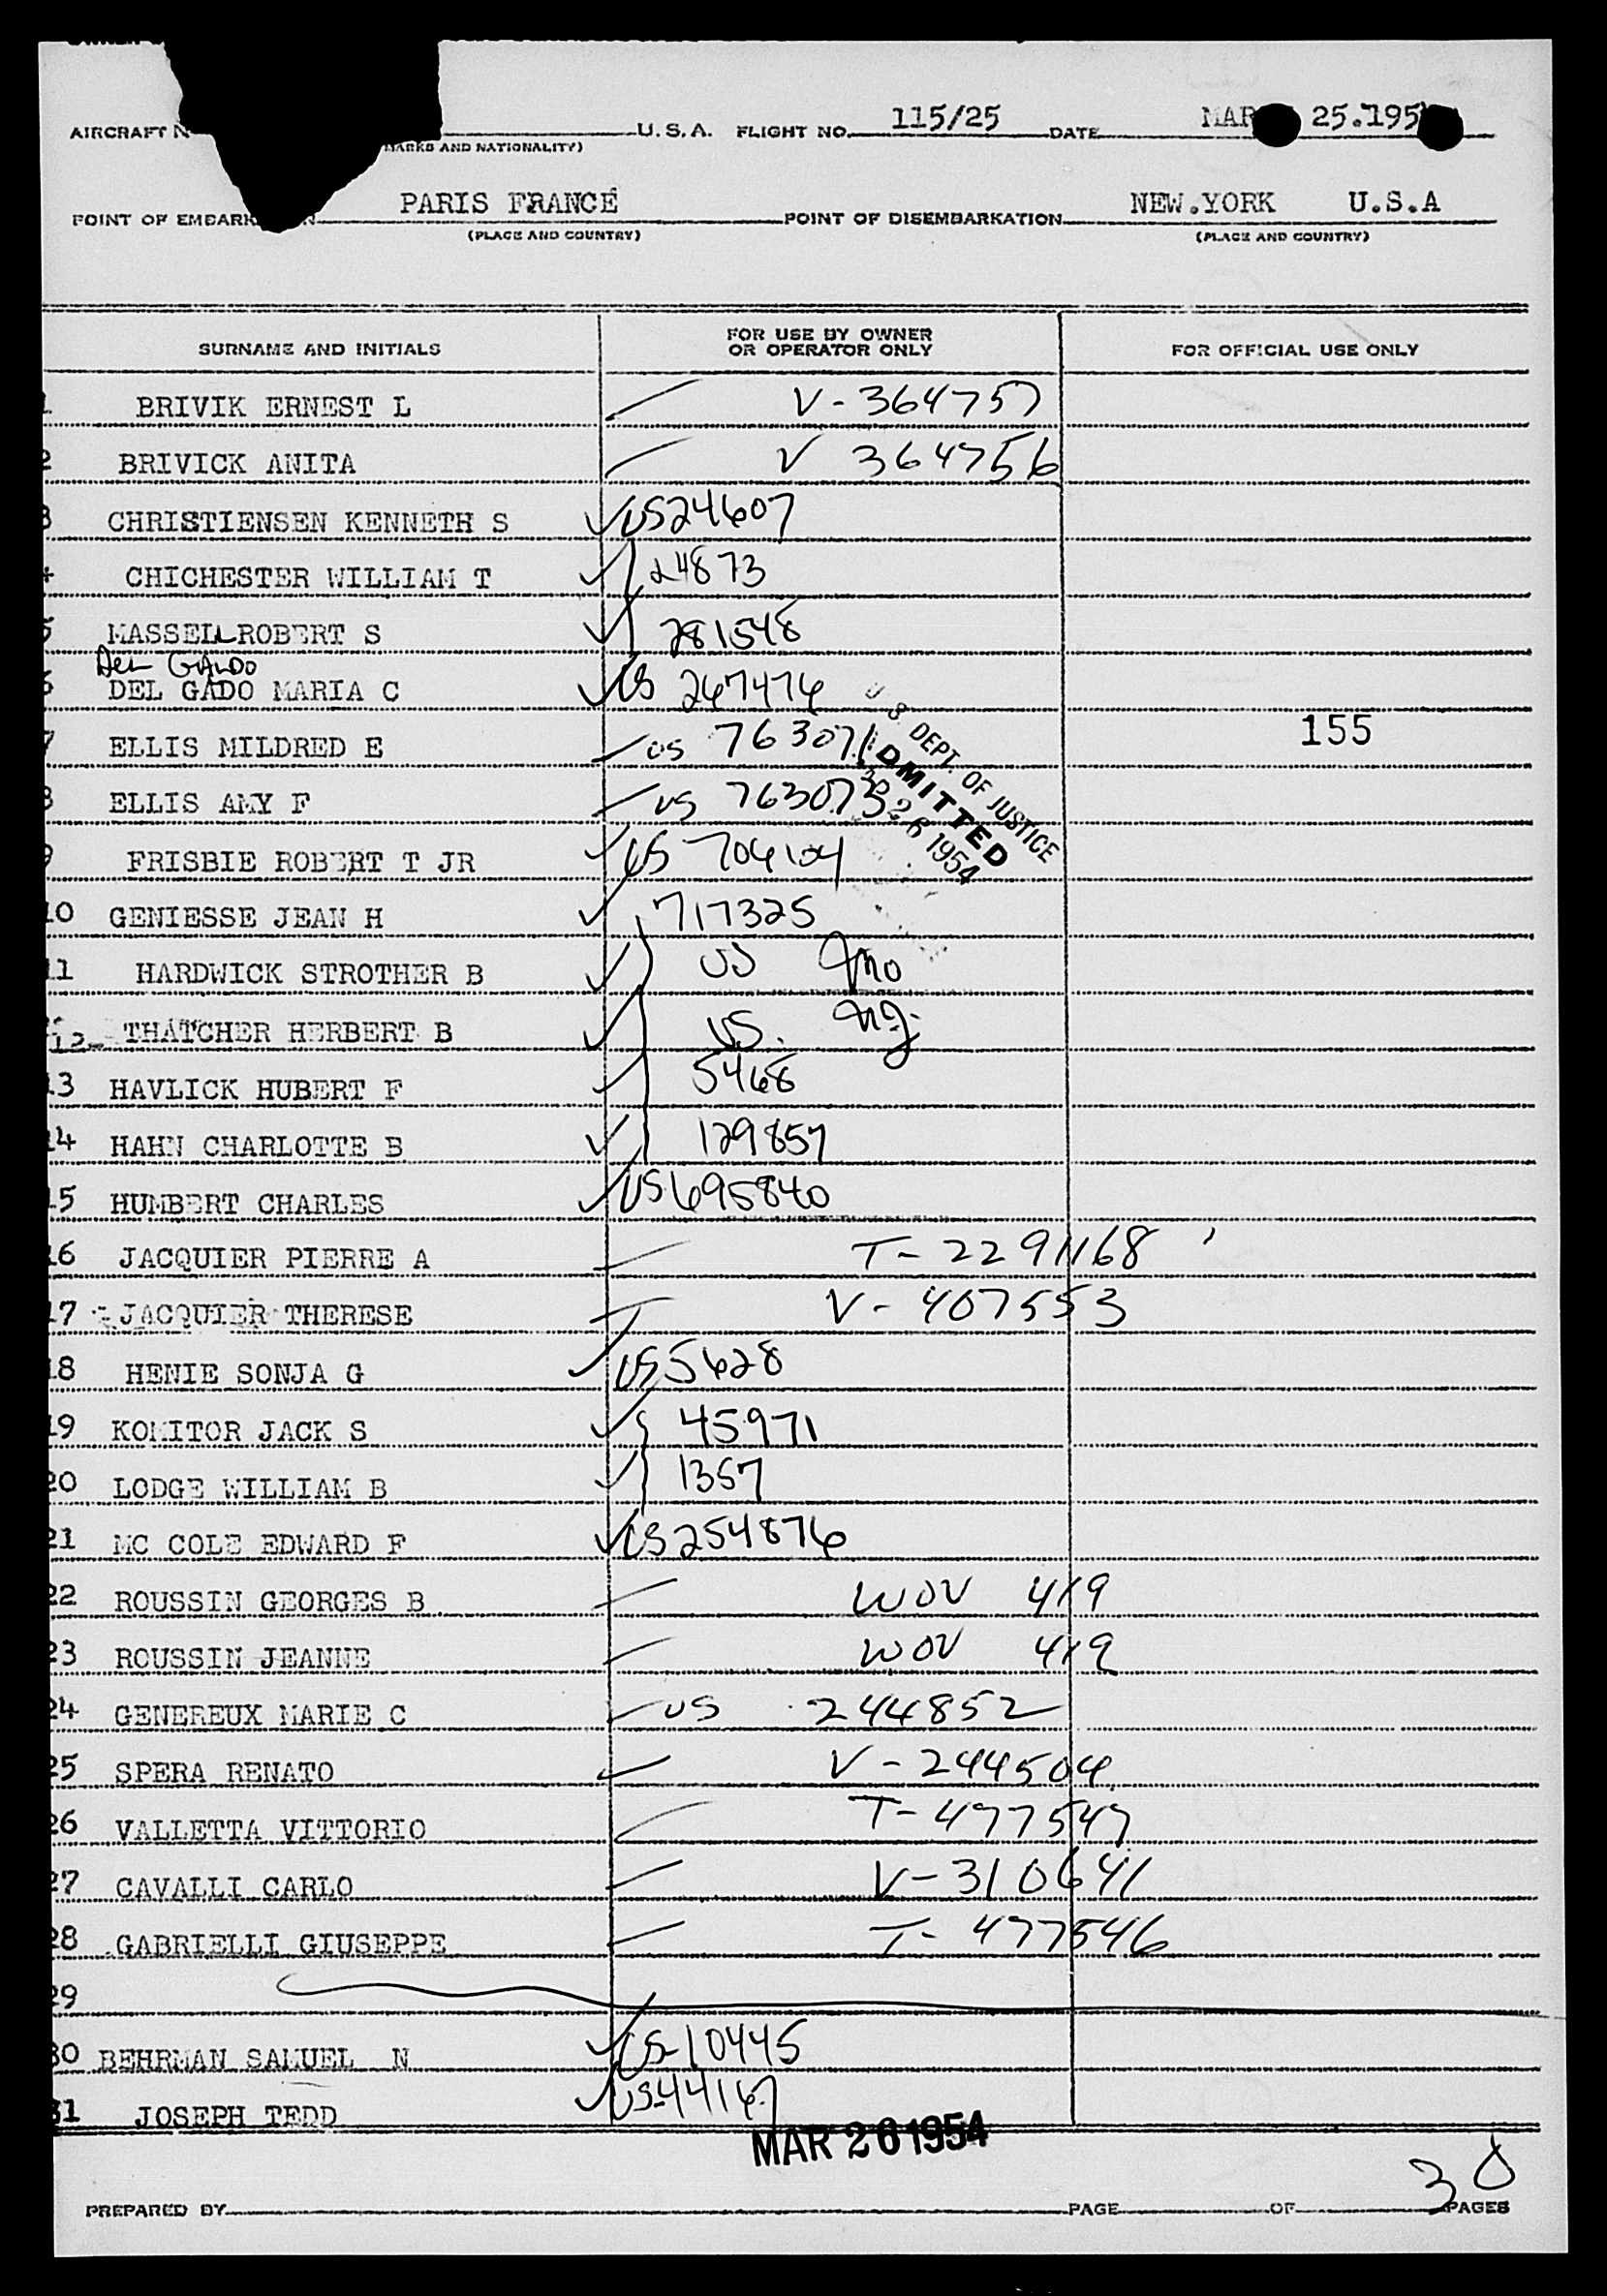 AIRCRAFT N U.S.A. FLIGHT NO. 115/25 DATE 25.195
MARKS AND NATIONALITY)
POINT OF EMBARK PARIS FRANCE POINT OF DISEMBARKATION NEW.YORK U.S.A
(PLACE AND COUNTRY) (PLACE AND COUNTRY)
SURNAME AND INITIALS FOR USE BY OWNER OR OPERATOR ONLY FOR OFFICIAL USE ONLY
1 BRIVIK ERNEST L V-364757
2 BRIVICK ANITA V 364756
3 CHRISTIENSEN KENNETH S US24607
4 CHICHESTER WILLIAM T 24873
5 MASSELL ROBERT S 281548
DEL GALDO
6 DEL GADO MARIA C US 267476
7 ELLIS MILDRED E US 763071 155
8 ELLIS AMY F US 763073
U S DEPT. OF JUSTICE
ADMITTED
26 1954
9 FRISBIE ROBERT T JR US 706104
10 GENIESSE JEAN H 717325
11 HARDWICK STROTHER B US
12 THATCHER HERBERT B US.
13 HAVLICK HUBERT F 5468
14 HAHN CHARLOTTE B 129857
15 HUMBERT CHARLES US695840
16 JACQUIER PIERRE A T-2291168
17 JACQUIER THERESE V-407553
18 HENIE SONJA G US5628
19 KOMITOR JACK S 45971
20 LODGE WILLIAM B 1357
21 MC COLE EDWARD F US254876
22 ROUSSIN GEORGES B WOV 419
23 ROUSSIN JEANNE WOV 419
24 GENEREUX MARIE C US 244852
25 SPERA RENATO V-244504
26 VALLETTA VITTORIO T-477547
27 CAVALLI CARLO V-310641
28 GABRIELLI GIUSEPPE T-477546
29
30 BEHRMAN SAMUEL N US-10445
31 JOSEPH TEDD US-44167
MAR 26 1954
PREPARED BY PAGE OF PAGES